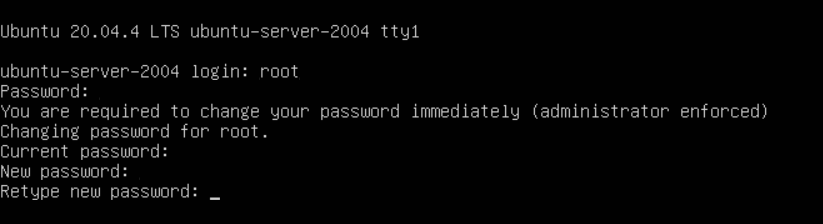 Ubuntu 20.04.4 LTS ubuntu-server-2004 tty1
ubuntu-server-2004 login: root
Password:
You are required to change your password immediately (administrator enforced)
Changing password for root.
Current password:
New password:
Retype new password: _